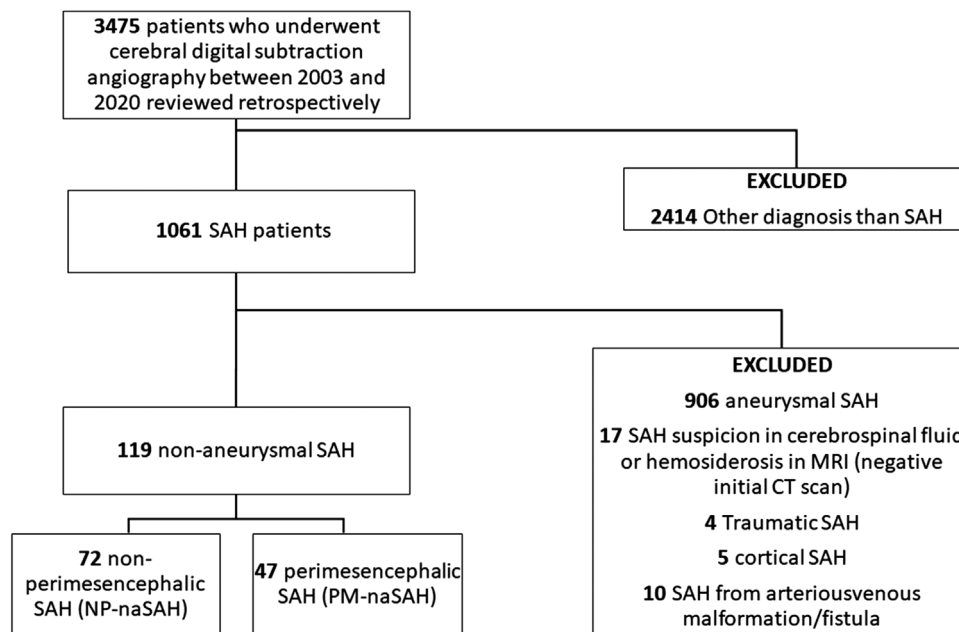 3475 patients who underwent
cerebral digital subtraction
angiography between 2003 and
2020 reviewed retrospectively
EXCLUDED
2414 Other diagnosis than SAH
1061 SAH patients
EXCLUDED
906 aneurysmal SAH
17 SAH suspicion in cerebrospinal fluid
or hemosiderosis in MRI (negative
initial CT scan)
4 Traumatic SAH
5 cortical SAH
10 SAH from arteriousvenous
malformation/fistula
119 non-aneurysmal SAH
72 non-
perimesencephalic
SAH (NP-naSAH)
47 perimesencephalic
SAH (PM-naSAH)